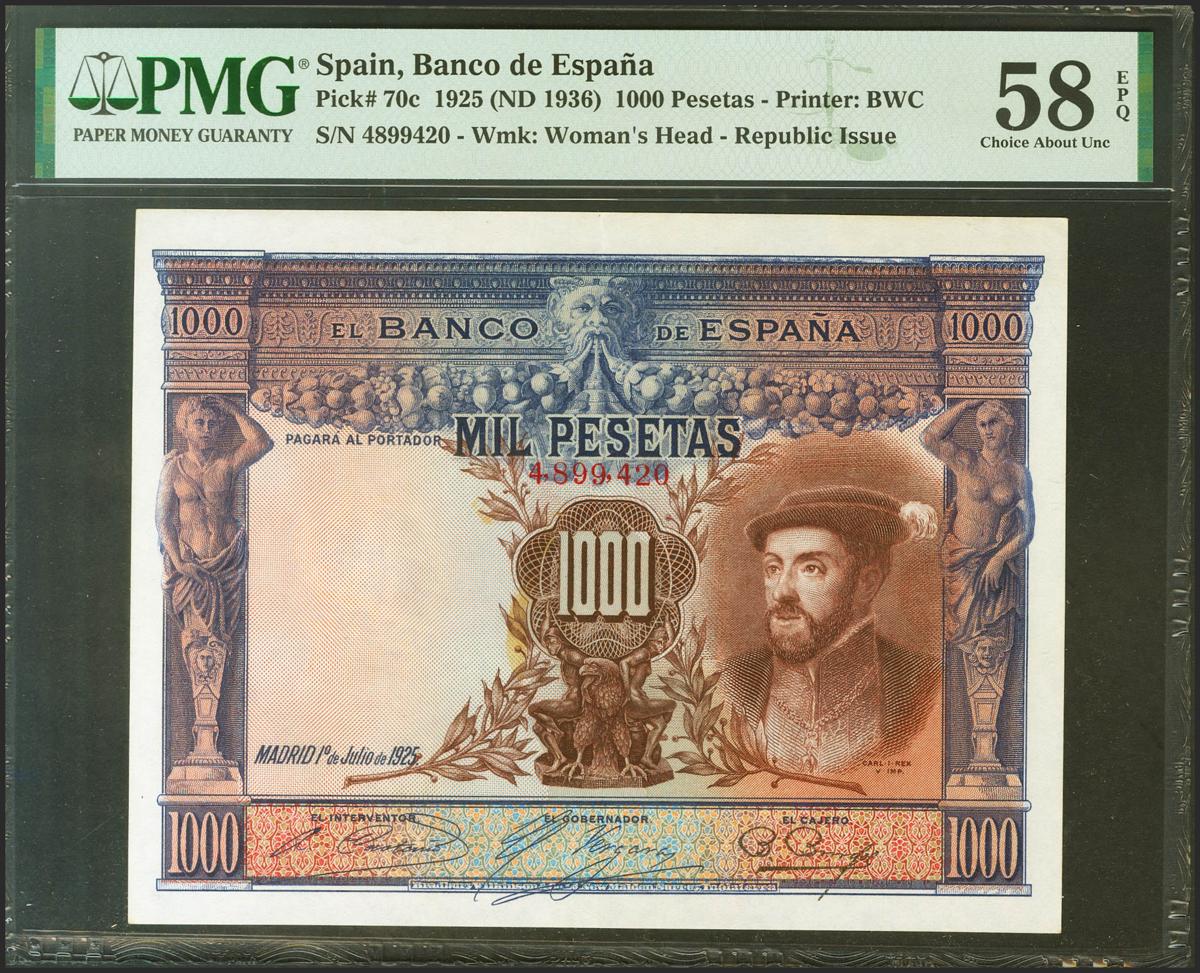 PMG®
PAPER MONEY GUARANTY
Spain, Banco de España
Pick# 70c 1925 (ND 1936) 1000 Pesetas - Printer: BWC
S/N 4899420 - Wmk: Woman's Head - Republic Issue
58
EPQ
Choice About Unc
1000 EL BANCO DE ESPAÑA 1000
PAGARA AL PORTADOR MIL PESETAS
4,899,420
1000
MADRID 1º de Julio de 1925
CARL·I·REX
V IMP.
EL INTERVENTOR EL GOBERNADOR EL CAJERO
1000 1000